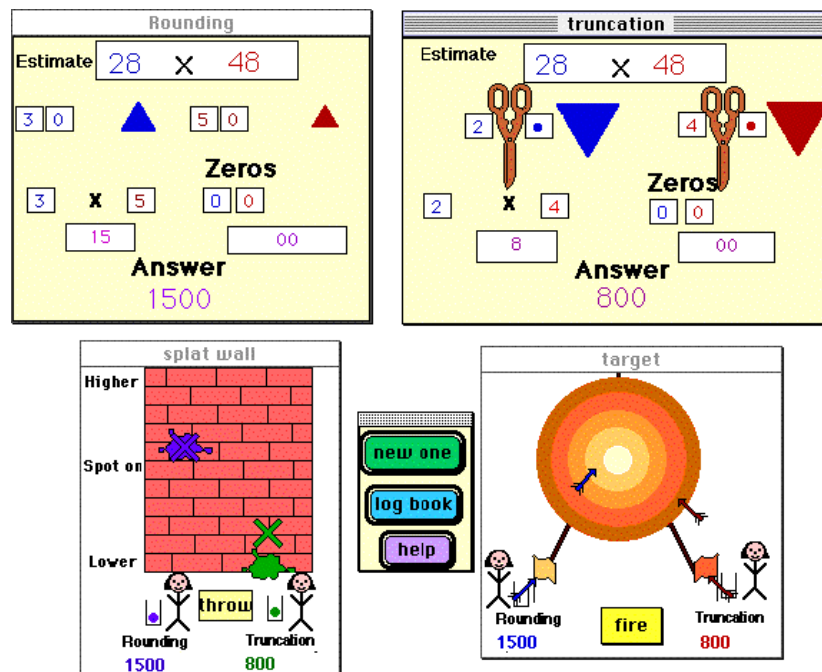 Rounding
Estimate 28 x 48
3 0 5 0
Zeros
3 x 5 0 0
15 00
Answer
1500
truncation
Estimate 28 x 48
2 • 4 •
Zeros
2 x 4 0 0
8 00
Answer
800
splat wall
Higher
Spot on
Lower
throw
Rounding Truncation
1500 800
new one
log book
help
target
Rounding Truncation
1500 800
fire